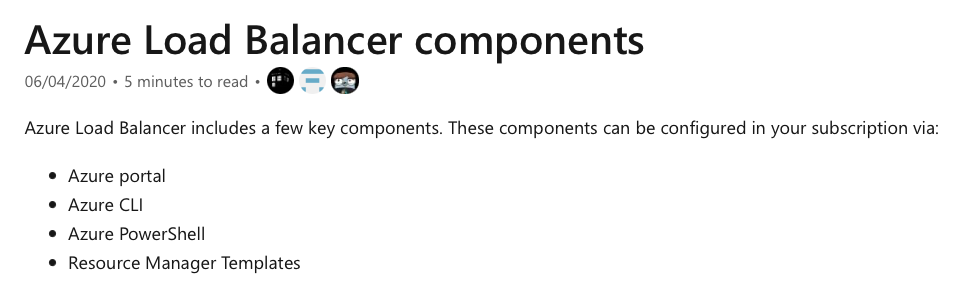 Azure Load Balancer components
06/04/2020 • 5 minutes to read •
Azure Load Balancer includes a few key components. These components can be configured in your subscription via:
• Azure portal
• Azure CLI
• Azure PowerShell
• Resource Manager Templates